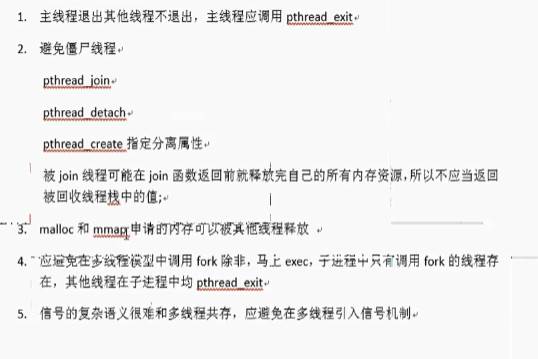 1. 主线程退出其他线程不退出，主线程应调用 pthread_exit
2. 避免僵尸线程
pthread_join
pthread_detach
pthread_create 指定分离属性
被 join 线程可能在 join 函数返回前就释放完自己的所有内存资源，所以不应当返回
被回收线程栈中的值;
3. malloc 和 mmap 申请的内存可以被其他线程释放
4. 应避免在多线程模型中调用 fork 除非，马上 exec，子进程中只有调用 fork 的线程存
在，其他线程在子进程中均 pthread_exit
5. 信号的复杂语义很难和多线程共存，应避免在多线程引入信号机制